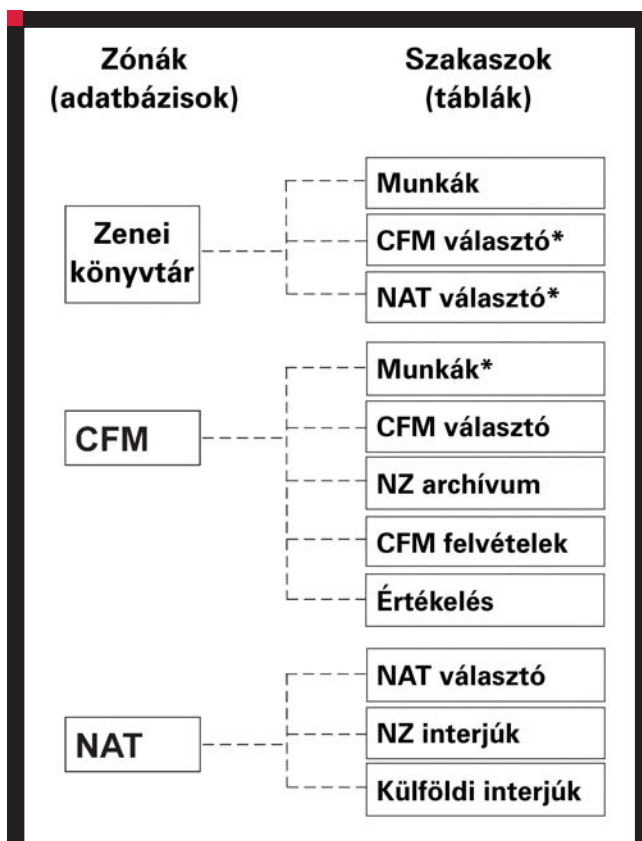 Zónák
(adatbázisok)
Szakaszok
(táblák)
Zenei
könyvtár
Munkák
CFM választó*
NAT választó*
CFM
Munkák*
CFM választó
NZ archívum
CFM felvételek
Értékelés
NAT
NAT választó
NZ interjúk
Külföldi interjúk